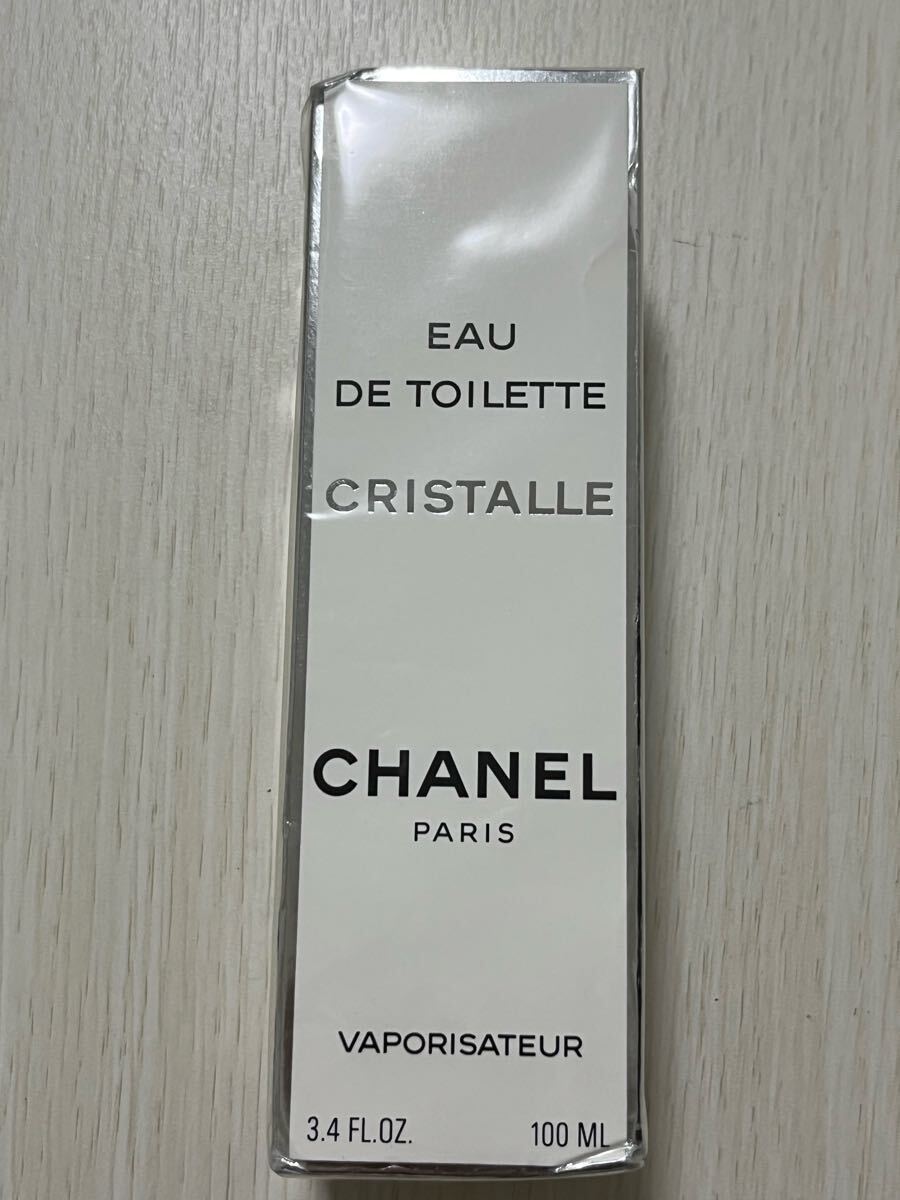 EAU
DE TOILETTE
CRISTALLE
CHANEL
PARIS
VAPORISATEUR
3.4 FL.OZ. 100 ML